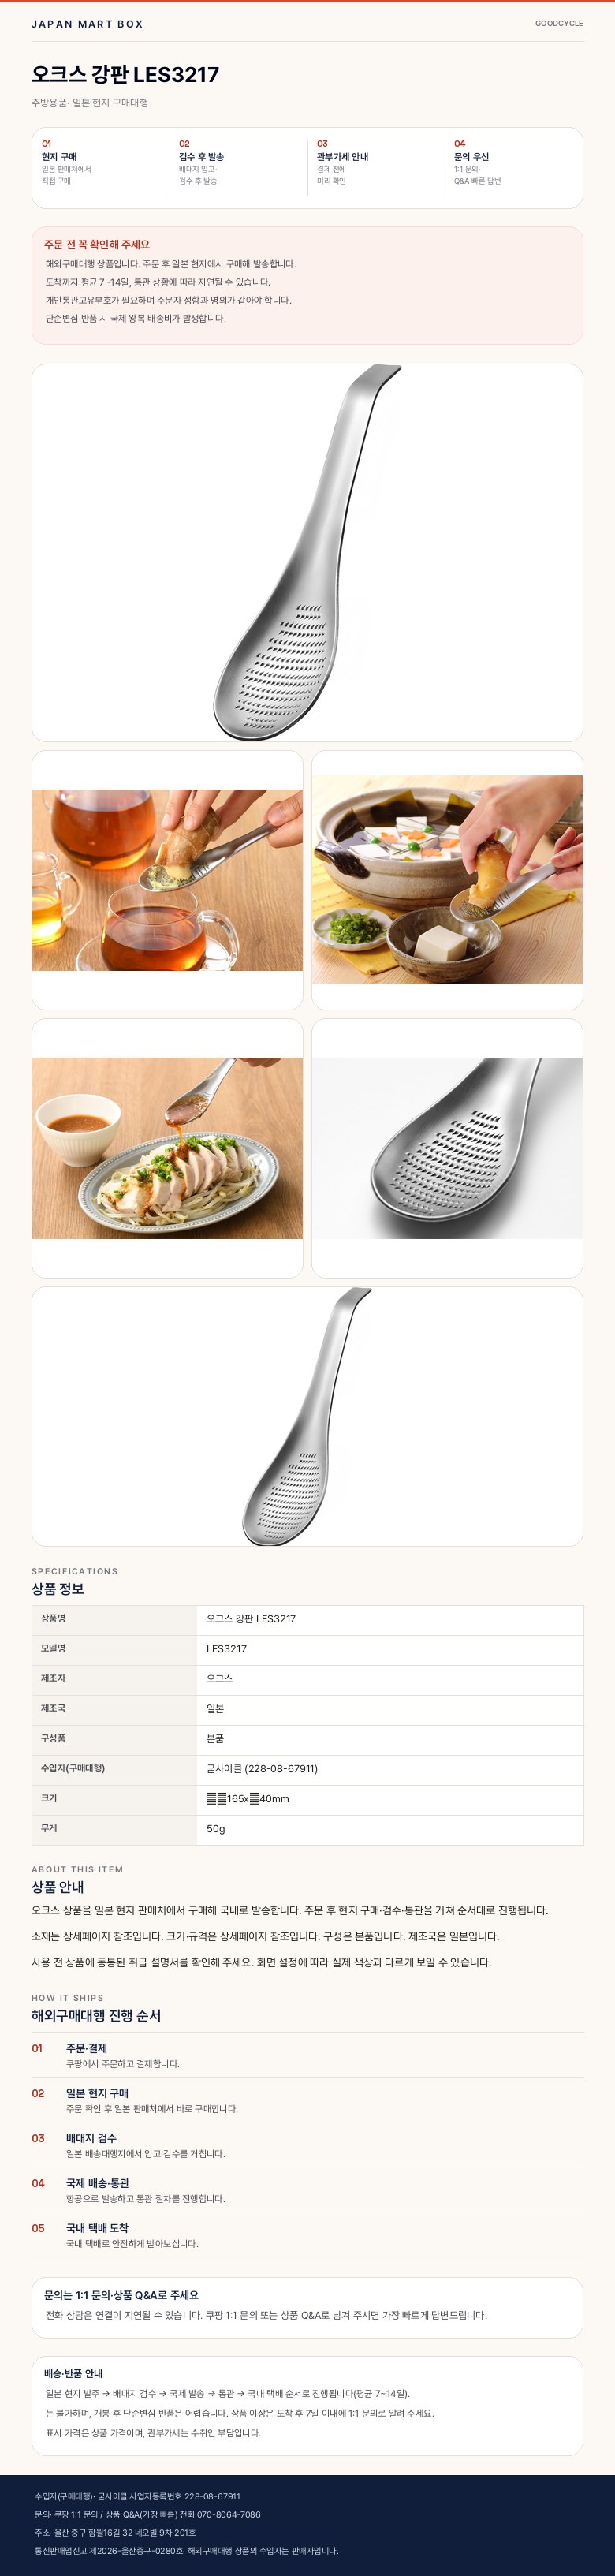 JAPAN MART BOX
GOODCYCLE
오크스 강판 LES3217
주방용품· 일본 현지 구매대행
01
현지 구매
일본 판매처에서
직접 구매
02
검수 후 발송
배대지 입고·
검수 후 발송
03
관부가세 안내
결제 전에
미리 확인
04
문의 우선
1:1 문의·
Q&A 빠른 답변
주문 전 꼭 확인해 주세요
해외구매대행 상품입니다. 주문 후 일본 현지에서 구매해 발송합니다.
도착까지 평균 7~14일, 통관 상황에 따라 지연될 수 있습니다.
개인통관고유부호가 필요하며 주문자 성함과 명의가 같아야 합니다.
단순변심 반품 시 국제 왕복 배송비가 발생합니다.
SPECIFICATIONS
상품 정보
상품명 오크스 강판 LES3217
모델명 LES3217
제조자 오크스
제조국 일본
구성품 본품
수입자(구매대행) 굳사이클 (228-08-67911)
크기 165x 40mm
무게 50g
ABOUT THIS ITEM
상품 안내
오크스 상품을 일본 현지 판매처에서 구매해 국내로 발송합니다. 주문 후 현지 구매·검수·통관을 거쳐 순서대로 진행됩니다.
소재는 상세페이지 참조입니다. 크기·규격은 상세페이지 참조입니다. 구성은 본품입니다. 제조국은 일본입니다.
사용 전 상품에 동봉된 취급 설명서를 확인해 주세요. 화면 설정에 따라 실제 색상과 다르게 보일 수 있습니다.
HOW IT SHIPS
해외구매대행 진행 순서
01 주문·결제
쿠팡에서 주문하고 결제합니다.
02 일본 현지 구매
주문 확인 후 일본 판매처에서 바로 구매합니다.
03 배대지 검수
일본 배송대행지에서 입고·검수를 거칩니다.
04 국제 배송·통관
항공으로 발송하고 통관 절차를 진행합니다.
05 국내 택배 도착
국내 택배로 안전하게 받아보십니다.
문의는 1:1 문의·상품 Q&A로 주세요
전화 상담은 연결이 지연될 수 있습니다. 쿠팡 1:1 문의 또는 상품 Q&A로 남겨 주시면 가장 빠르게 답변드립니다.
배송·반품 안내
일본 현지 발주 → 배대지 검수 → 국제 발송 → 통관 → 국내 택배 순서로 진행됩니다(평균 7~14일).
는 불가하며, 개봉 후 단순변심 반품은 어렵습니다. 상품 이상은 도착 후 7일 이내에 1:1 문의로 알려 주세요.
표시 가격은 상품 가격이며, 관부가세는 수취인 부담입니다.
수입자(구매대행)· 굳사이클 사업자등록번호 228-08-67911
문의· 쿠팡 1:1 문의 / 상품 Q&A(가장 빠름) 전화 070-8064-7086
주소· 울산 중구 함월16길 32 네오빌 9차 201호
통신판매업신고 제2026-울산중구-0280호· 해외구매대행 상품의 수입자는 판매자입니다.